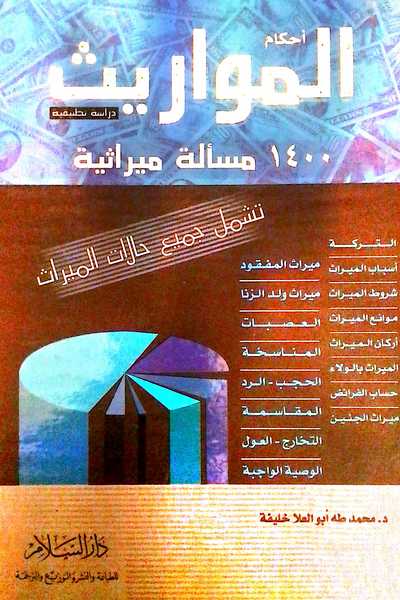 أحكام
المواريث
دراسة تطبيقية
١٤٠٠ مسألة ميراثية
تشمل جميع حالات الميراث
التركة
أسباب الميراث
شروط الميراث
موانع الميراث
أركان الميراث
الميراث بالولاء
حساب الفرائض
ميراث الجنين
ميراث المفقود
ميراث ولد الزنا
العصبات
المناسخة
الحجب - الرد
المقاسمة
التخارج - العول
الوصية الواجبة
د. محمد طه أبو العلا خليفة
دار السلام
للطباعة والنشر والتوزيع والترجمة